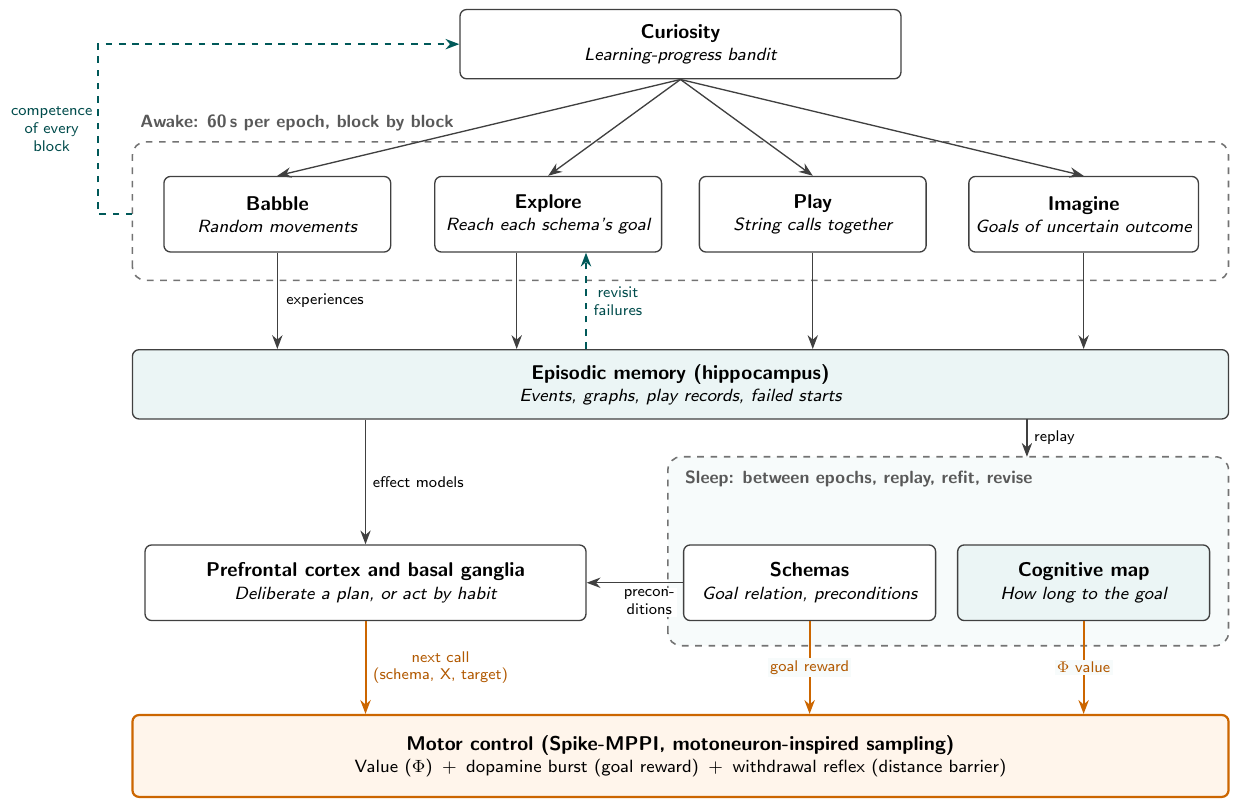 Curiosity
Learning-progress bandit
competence
of every
block
Awake: 60 s per epoch, block by block
Babble
Random movements
Explore
Reach each schema's goal
Play
String calls together
Imagine
Goals of uncertain outcome
experiences
revisit
failures
Episodic memory (hippocampus)
Events, graphs, play records, failed starts
replay
effect models
Sleep: between epochs, replay, refit, revise
Prefrontal cortex and basal ganglia
Deliberate a plan, or act by habit
precon-
ditions
Schemas
Goal relation, preconditions
Cognitive map
How long to the goal
next call
(schema, X, target)
goal reward
Φ value
Motor control (Spike-MPPI, motoneuron-inspired sampling)
Value (Φ) + dopamine burst (goal reward) + withdrawal reflex (distance barrier)